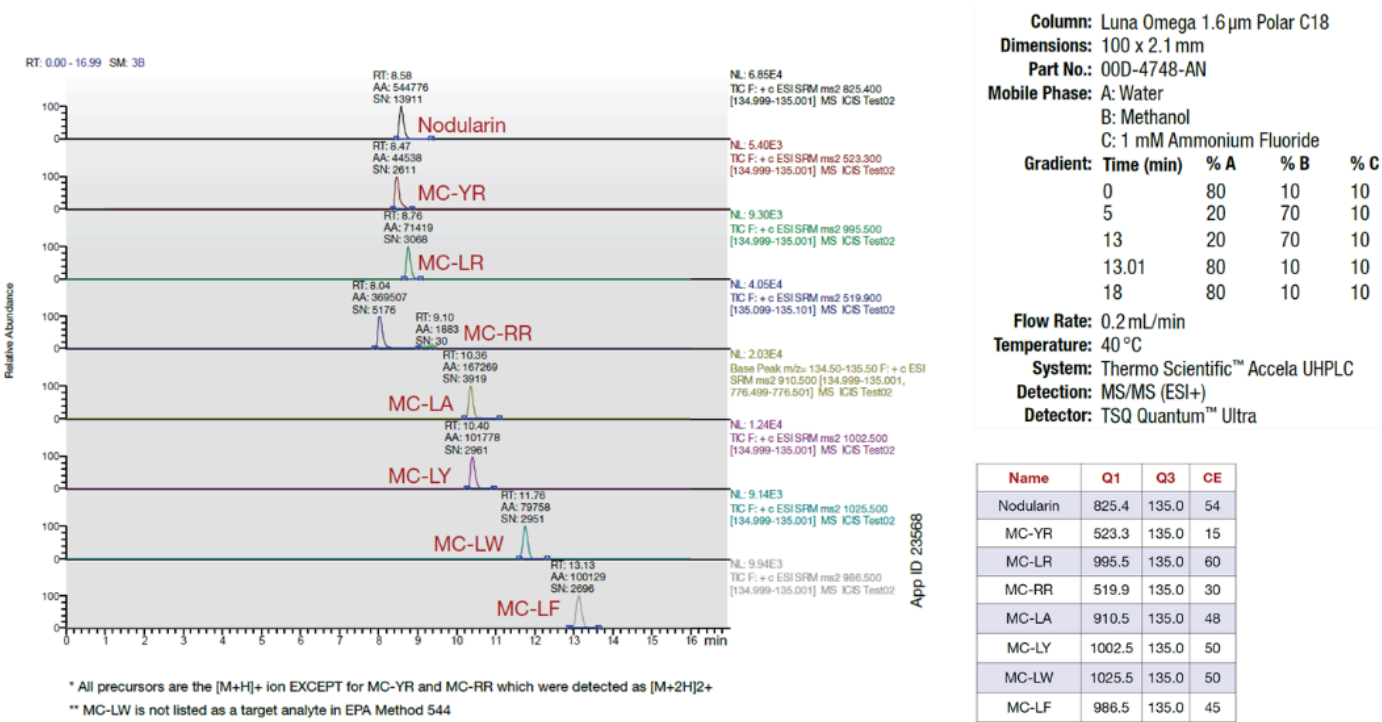 RT: 0.00 - 16.99 SM: 3B
Relative Abundance
RT: 8.58
AA: 544776
SN: 13911
100
0
Nodularin
NL: 6.85E4
TIC F: + c ESI SRM ms2 825.400
[134.999-135.001] MS ICIS Test02
RT: 8.47
AA: 44538
SN: 2611
100
0
MC-YR
NL: 5.40E3
TIC F: + c ESI SRM ms2 523.300
[134.999-135.001] MS ICIS Test02
RT: 8.76
AA: 71419
SN: 3068
100
0
MC-LR
NL: 9.30E3
TIC F: + c ESI SRM ms2 995.500
[134.999-135.001] MS ICIS Test02
RT: 8.04
AA: 369507
SN: 5176
RT: 9.10
AA: 1883
SN: 30
100
0
MC-RR
NL: 4.05E4
TIC F: + c ESI SRM ms2 519.900
[135.099-135.101] MS ICIS Test02
RT: 10.36
AA: 167269
SN: 3919
100
0
MC-LA
NL: 2.03E4
Base Peak m/z= 134.50-135.50 F: + c ESI
SRM ms2 910.500 [134.999-135.001,
776.499-776.501] MS ICIS Test02
RT: 10.40
AA: 101778
SN: 2961
100
0
MC-LY
NL: 1.24E4
TIC F: + c ESI SRM ms2 1002.500
[134.999-135.001] MS ICIS Test02
RT: 11.76
AA: 79758
SN: 2951
100
0
MC-LW
NL: 9.14E3
TIC F: + c ESI SRM ms2 1025.500
[134.999-135.001] MS ICIS Test02
RT: 13.13
AA: 100129
SN: 2696
100
0
MC-LF
NL: 9.94E3
TIC F: + c ESI SRM ms2 986.500
[134.999-135.001] MS ICIS Test02
0 1 2 3 4 5 6 7 8 9 10 11 12 13 14 15 16 min
App ID 23568
* All precursors are the [M+H]+ ion EXCEPT for MC-YR and MC-RR which were detected as [M+2H]2+
** MC-LW is not listed as a target analyte in EPA Method 544
Column: Luna Omega 1.6 µm Polar C18
Dimensions: 100 x 2.1 mm
Part No.: 00D-4748-AN
Mobile Phase: A: Water
B: Methanol
C: 1 mM Ammonium Fluoride
Gradient: Time (min) % A % B % C
0 80 10 10
5 20 70 10
13 20 70 10
13.01 80 10 10
18 80 10 10
Flow Rate: 0.2 mL/min
Temperature: 40 °C
System: Thermo Scientific™ Accela UHPLC
Detection: MS/MS (ESI+)
Detector: TSQ Quantum™ Ultra
Name Q1 Q3 CE
Nodularin 825.4 135.0 54
MC-YR 523.3 135.0 15
MC-LR 995.5 135.0 60
MC-RR 519.9 135.0 30
MC-LA 910.5 135.0 48
MC-LY 1002.5 135.0 50
MC-LW 1025.5 135.0 50
MC-LF 986.5 135.0 45